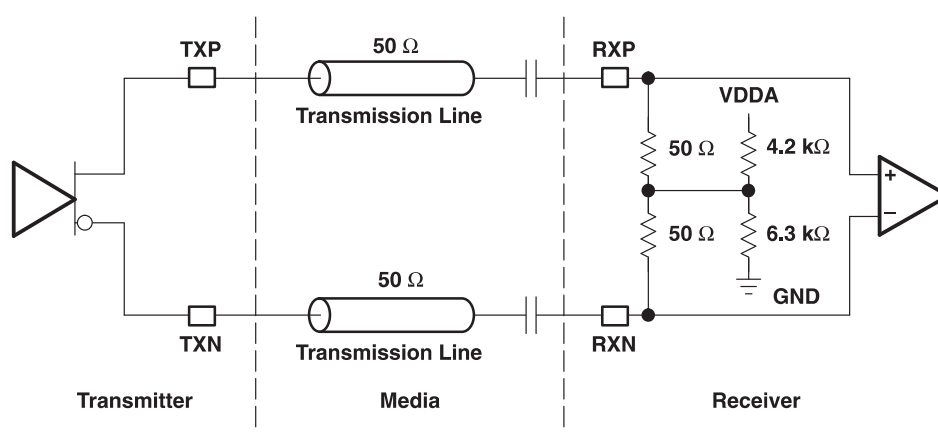 TXP
50 Ω
RXP
Transmission Line
VDDA
50 Ω
4.2 kΩ
+
−
50 Ω
6.3 kΩ
GND
50 Ω
TXN
Transmission Line
RXN
Transmitter
Media
Receiver